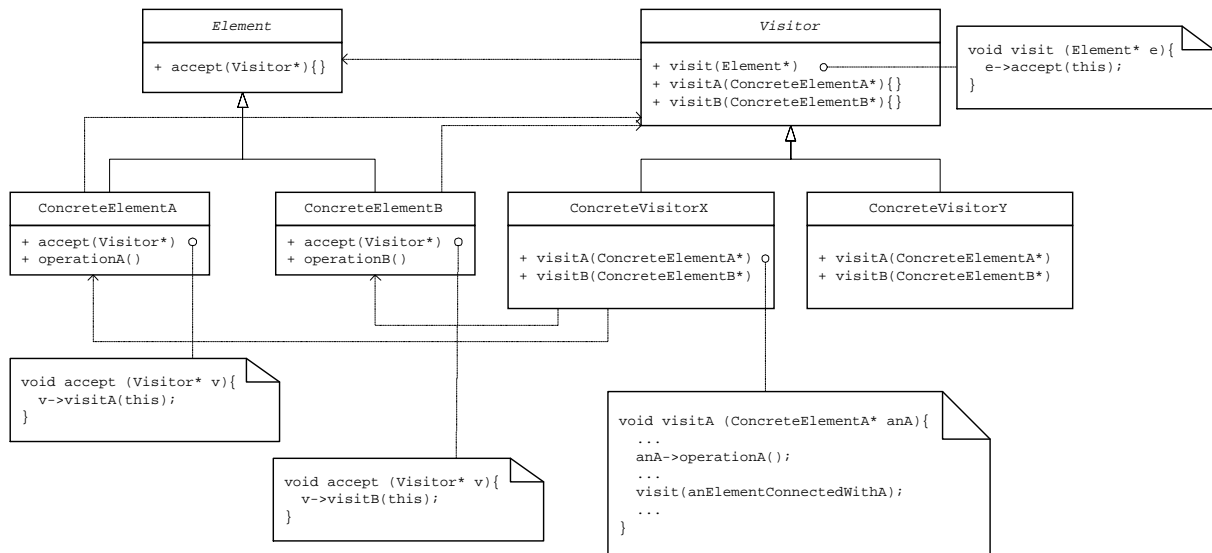 Element
+ accept(Visitor*){}
Visitor
+ visit(Element*)
+ visitA(ConcreteElementA*){}
+ visitB(ConcreteElementB*){}
void visit (Element* e){
e->accept(this);
}
ConcreteElementA
+ accept(Visitor*)
+ operationA()
ConcreteElementB
+ accept(Visitor*)
+ operationB()
ConcreteVisitorX
+ visitA(ConcreteElementA*)
+ visitB(ConcreteElementB*)
ConcreteVisitorY
+ visitA(ConcreteElementA*)
+ visitB(ConcreteElementB*)
void accept (Visitor* v){
v->visitA(this);
}
void accept (Visitor* v){
v->visitB(this);
}
void visitA (ConcreteElementA* anA){
...
anA->operationA();
...
visit(anElementConnectedWithA);
...
}